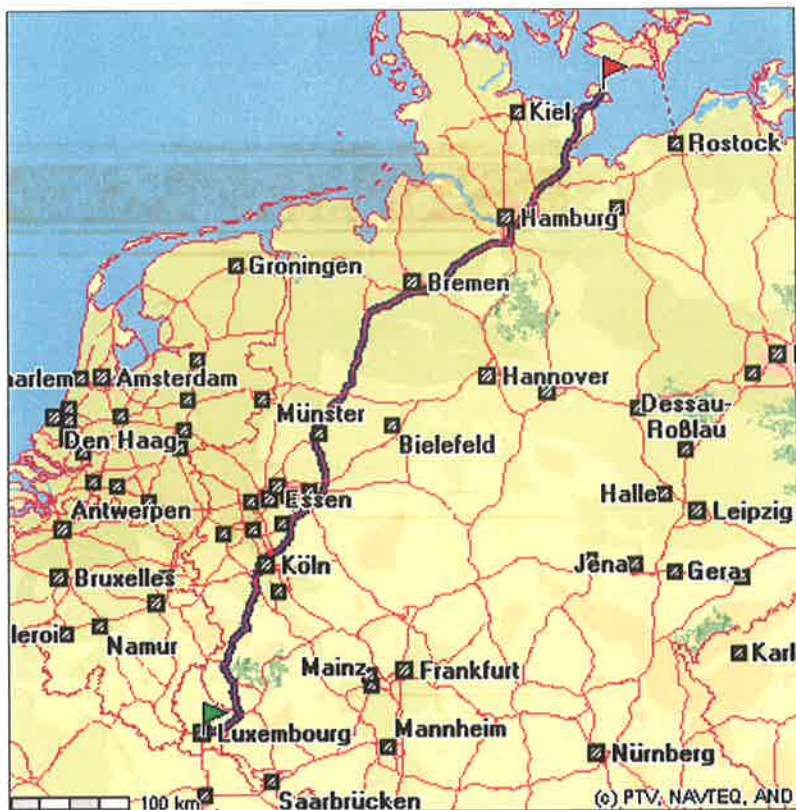 Kiel
Rostock
Hamburg
Groningen
Bremen
aarlem
Amsterdam
Hannover
Münster
Dessau-
Roßlau
Den Haag
Bielefeld
Essen
Halle
Antwerpen
Leipzig
Köln
Jena
Gera
Bruxelles
leroi
Namur
Mainz
Frankfurt
Karl
Luxembourg
Mannheim
Nürnberg
100 km
Saarbrücken
(c) PTV, NAVTEQ, AND